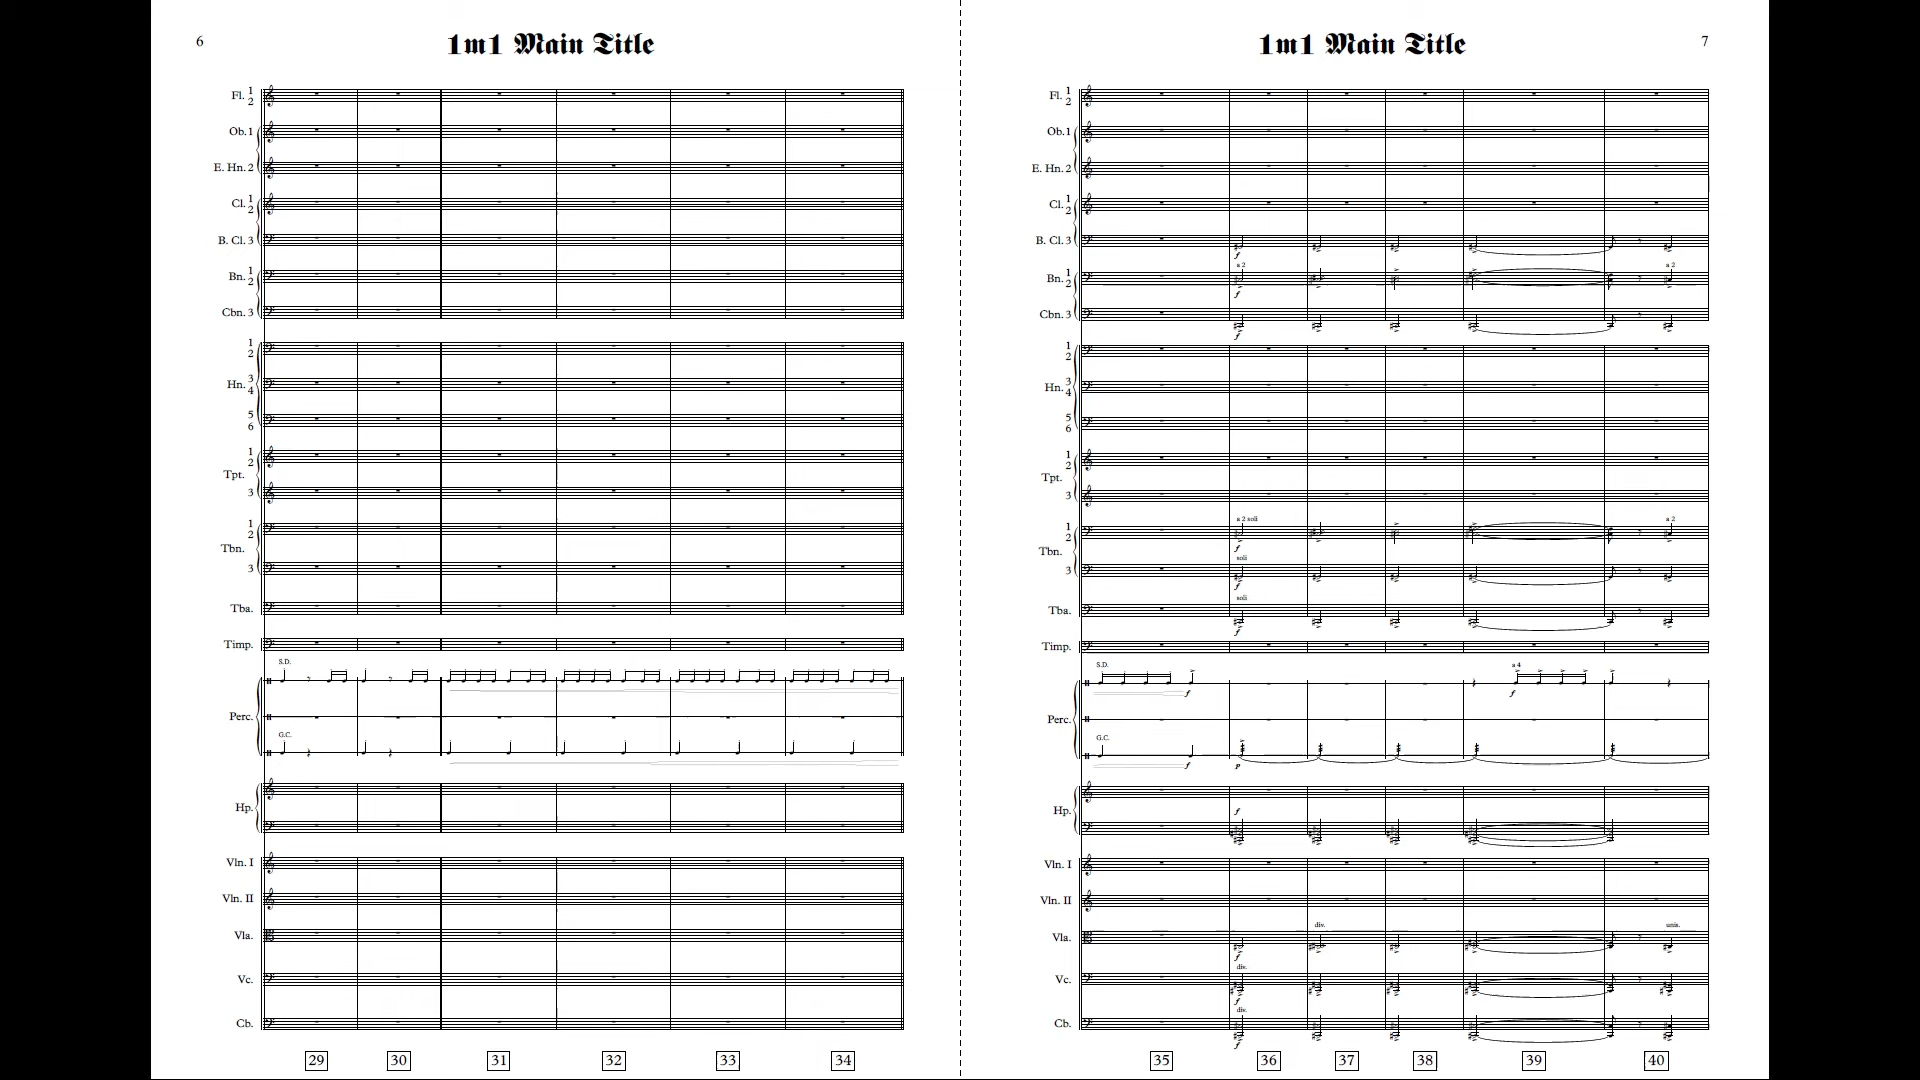 6
1m1 Main Title
Fl. 1 2
Ob.1
E. Hn. 2
Cl. 1 2
B. Cl. 3
Bn. 1 2
Cbn. 3
1 2
Hn. 3 4
5 6
1 2
Tpt.
3
1 2
Tbn.
3
Tba.
Timp.
S.D.
Perc.
G.C.
Hp.
Vln. I
Vln. II
Vla.
Vc.
Cb.
29 30 31 32 33 34
1m1 Main Title
7
Fl. 1 2
Ob.1
E. Hn. 2
Cl. 1 2
B. Cl. 3
f
a 2 a 2
Bn. 1 2
f
Cbn. 3
f
1 2
Hn. 3 4
5 6
1 2
Tpt.
3
a 2 soli a 2
1 2
f
Tbn.
soli
3
f
soli
Tba.
f
Timp.
S.D. a 4
f f
Perc.
G.C.
f p
f
Hp.
Vln. I
Vln. II
div. unis.
Vla.
f
div.
Vc.
f
div.
Cb.
f
35 36 37 38 39 40